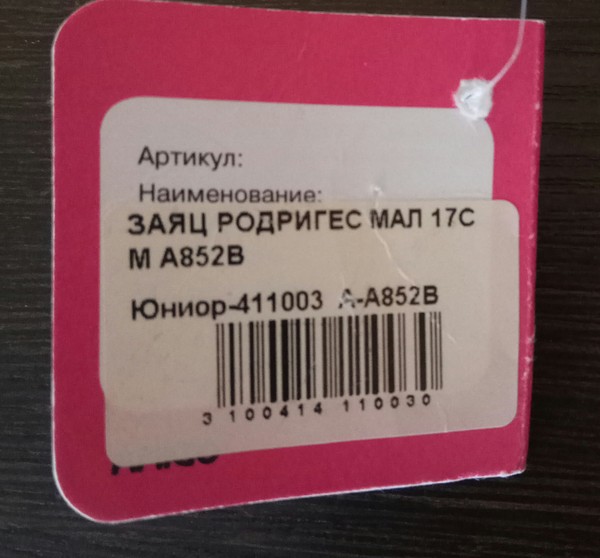 Артикул:
Наименование:
ЗАЯЦ РОДРИГЕС МАЛ 17С
М А852В
Юниор-411003 А-А852В
3 100414 110030